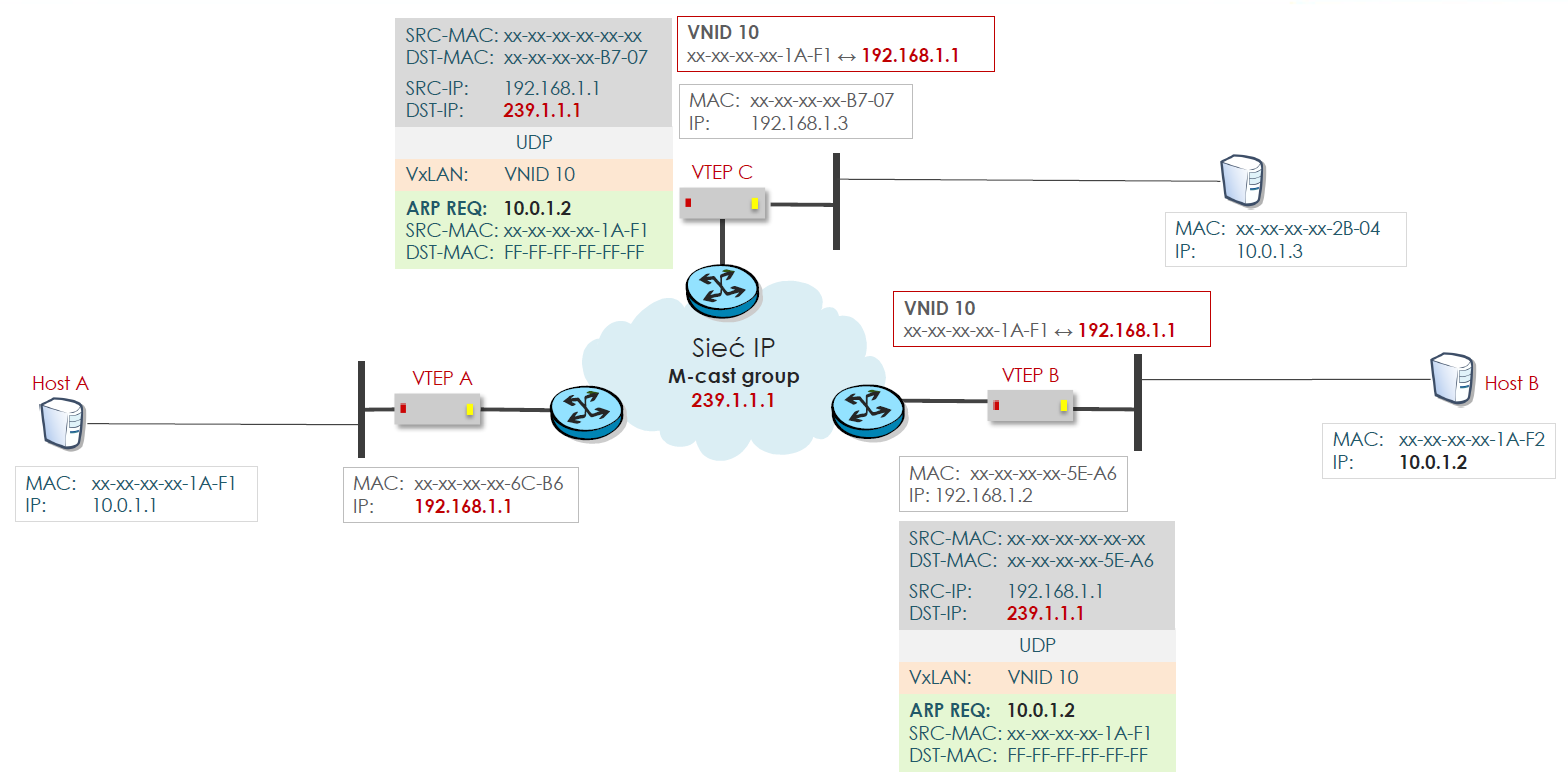 SRC-MAC: xx-xx-xx-xx-xx-xx
DST-MAC: xx-xx-xx-xx-B7-07
SRC-IP: 192.168.1.1
DST-IP: 239.1.1.1
UDP
VxLAN: VNID 10
ARP REQ: 10.0.1.2
SRC-MAC: xx-xx-xx-xx-1A-F1
DST-MAC: FF-FF-FF-FF-FF-FF
VNID 10
xx-xx-xx-xx-1A-F1 ↔ 192.168.1.1
MAC: xx-xx-xx-xx-B7-07
IP: 192.168.1.3
VTEP C
MAC: xx-xx-xx-xx-2B-04
IP: 10.0.1.3
VNID 10
xx-xx-xx-xx-1A-F1 ↔ 192.168.1.1
Sieć IP
M-cast group
239.1.1.1
Host A
VTEP A
VTEP B
Host B
MAC: xx-xx-xx-xx-1A-F1
IP: 10.0.1.1
MAC: xx-xx-xx-xx-6C-B6
IP: 192.168.1.1
MAC: xx-xx-xx-xx-5E-A6
IP: 192.168.1.2
MAC: xx-xx-xx-xx-1A-F2
IP: 10.0.1.2
SRC-MAC: xx-xx-xx-xx-xx-xx
DST-MAC: xx-xx-xx-xx-5E-A6
SRC-IP: 192.168.1.1
DST-IP: 239.1.1.1
UDP
VxLAN: VNID 10
ARP REQ: 10.0.1.2
SRC-MAC: xx-xx-xx-xx-1A-F1
DST-MAC: FF-FF-FF-FF-FF-FF